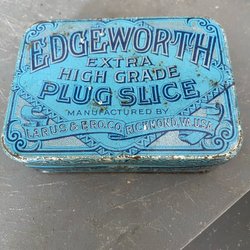 EDGEWORTH
EXTRA
HIGH GRADE
PLUG SLICE
MANUFACTURED BY
LARUS & BRO. CO. RICHMOND, VA. U.S.A.